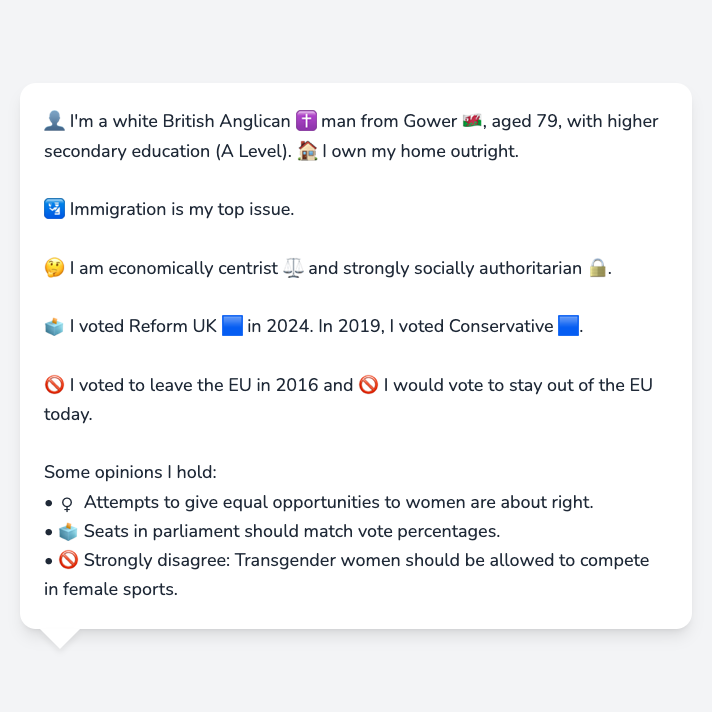 👤 I'm a white British Anglican ✝️ man from Gower 🏴󠁧󠁢󠁷󠁬󠁳󠁿, aged 79, with higher
secondary education (A Level). 🏠 I own my home outright.
🛂 Immigration is my top issue.
🤔 I am economically centrist ⚖️ and strongly socially authoritarian 🔒.
🗳️ I voted Reform UK 🟦 in 2024. In 2019, I voted Conservative 🟦.
🚫 I voted to leave the EU in 2016 and 🚫 I would vote to stay out of the EU
today.
Some opinions I hold:
• ♀ Attempts to give equal opportunities to women are about right.
• 🗳️ Seats in parliament should match vote percentages.
• 🚫 Strongly disagree: Transgender women should be allowed to compete
in female sports.